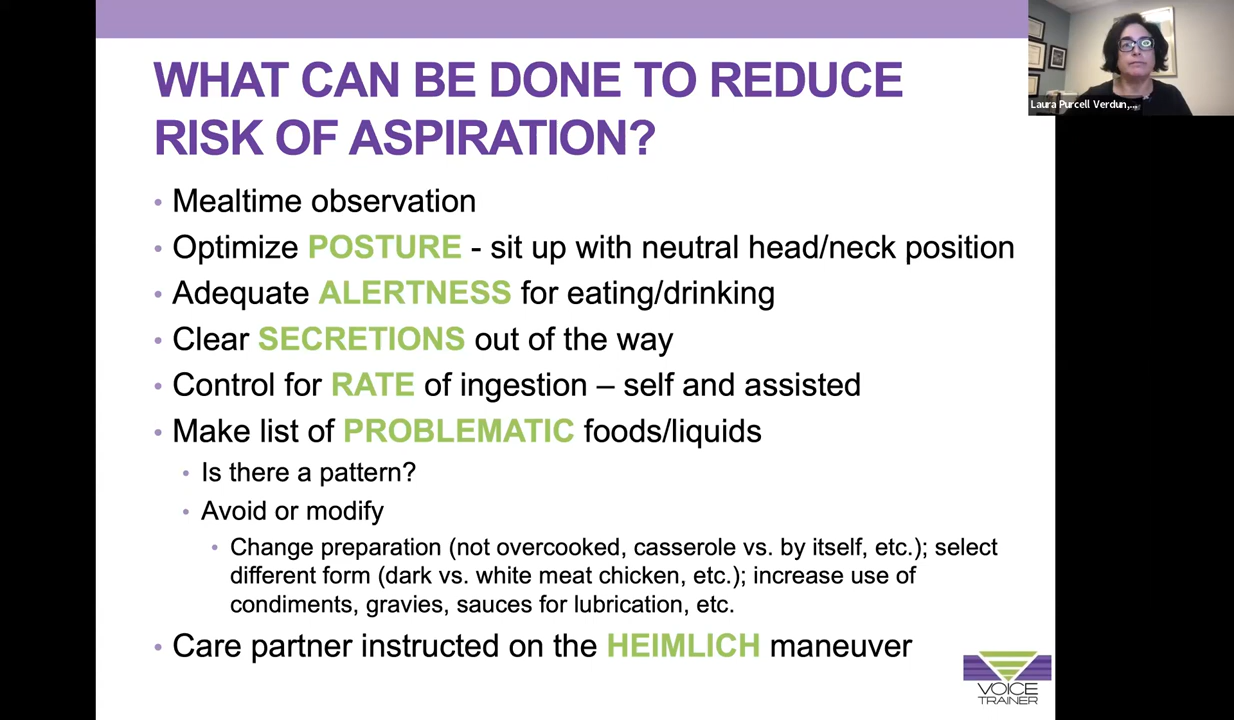 WHAT CAN BE DONE TO REDUCE
RISK OF ASPIRATION?
• Mealtime observation
• Optimize POSTURE - sit up with neutral head/neck position
• Adequate ALERTNESS for eating/drinking
• Clear SECRETIONS out of the way
• Control for RATE of ingestion – self and assisted
• Make list of PROBLEMATIC foods/liquids
• Is there a pattern?
• Avoid or modify
• Change preparation (not overcooked, casserole vs. by itself, etc.); select
different form (dark vs. white meat chicken, etc.); increase use of
condiments, gravies, sauces for lubrication, etc.
• Care partner instructed on the HEIMLICH maneuver
Laura Purcell Verdun,...
VOICE
TRAINER